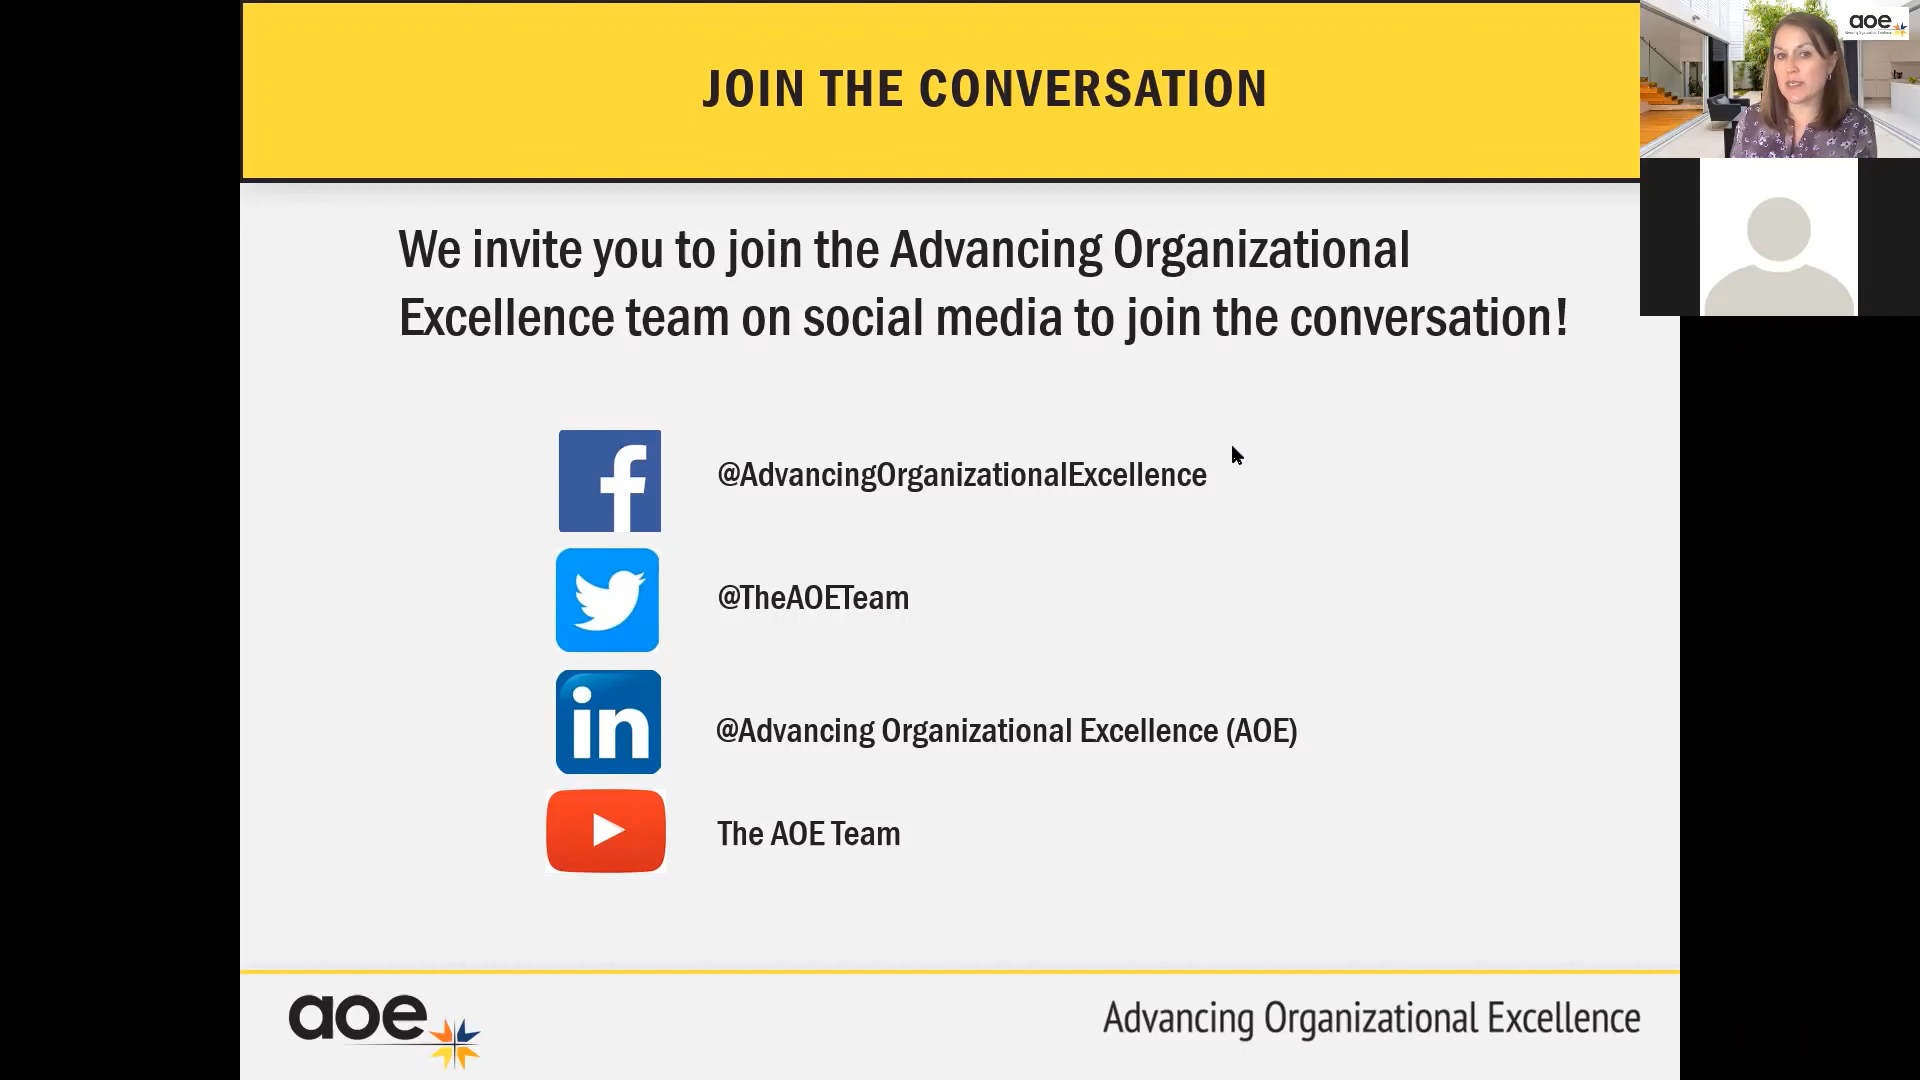 JOIN THE CONVERSATION
aoe
We invite you to join the Advancing Organizational
Excellence team on social media to join the conversation!
@AdvancingOrganizationalExcellence
@TheAOETeam
in
@Advancing Organizational Excellence (AOE)
The AOE Team
aoe
Advancing Organizational Excellence